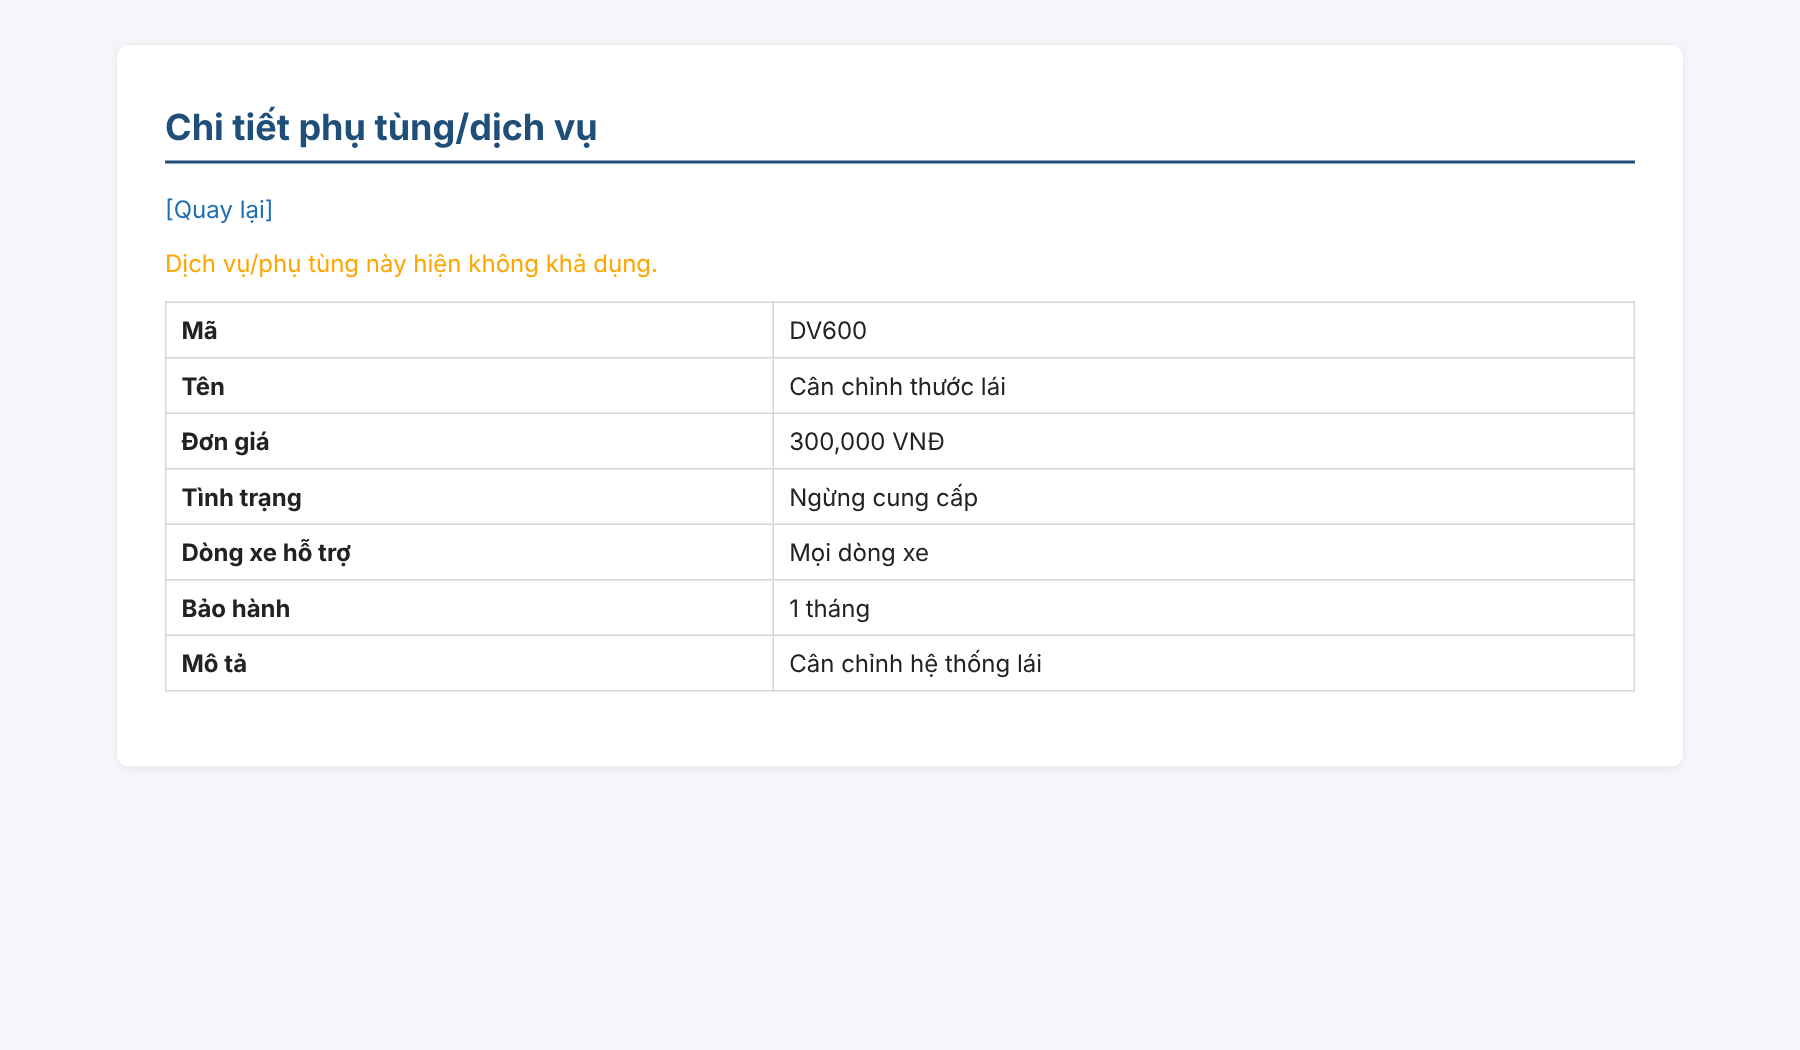 Chi tiết phụ tùng/dịch vụ
[Quay lại]
Dịch vụ/phụ tùng này hiện không khả dụng.
Mã DV600
Tên Cân chỉnh thước lái
Đơn giá 300,000 VNĐ
Tình trạng Ngừng cung cấp
Dòng xe hỗ trợ Mọi dòng xe
Bảo hành 1 tháng
Mô tả Cân chỉnh hệ thống lái